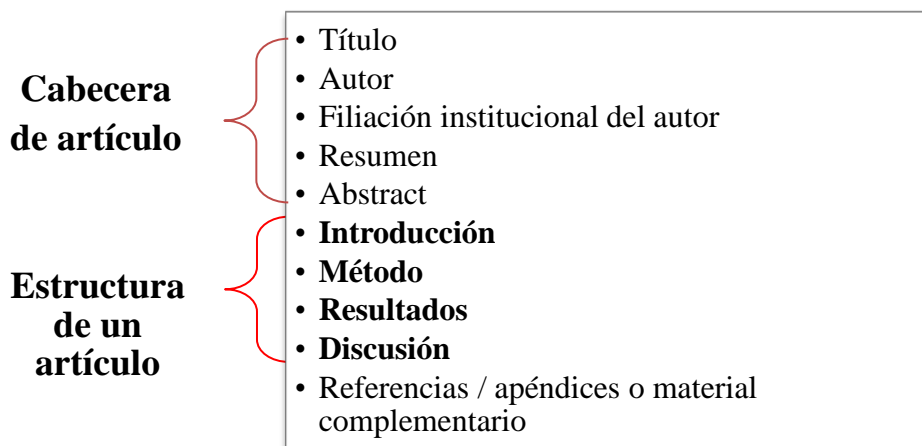 Cabecera
de artículo
• Título
• Autor
• Filiación institucional del autor
• Resumen
• Abstract
Estructura
de un
artículo
• Introducción
• Método
• Resultados
• Discusión
• Referencias / apéndices o material
complementario